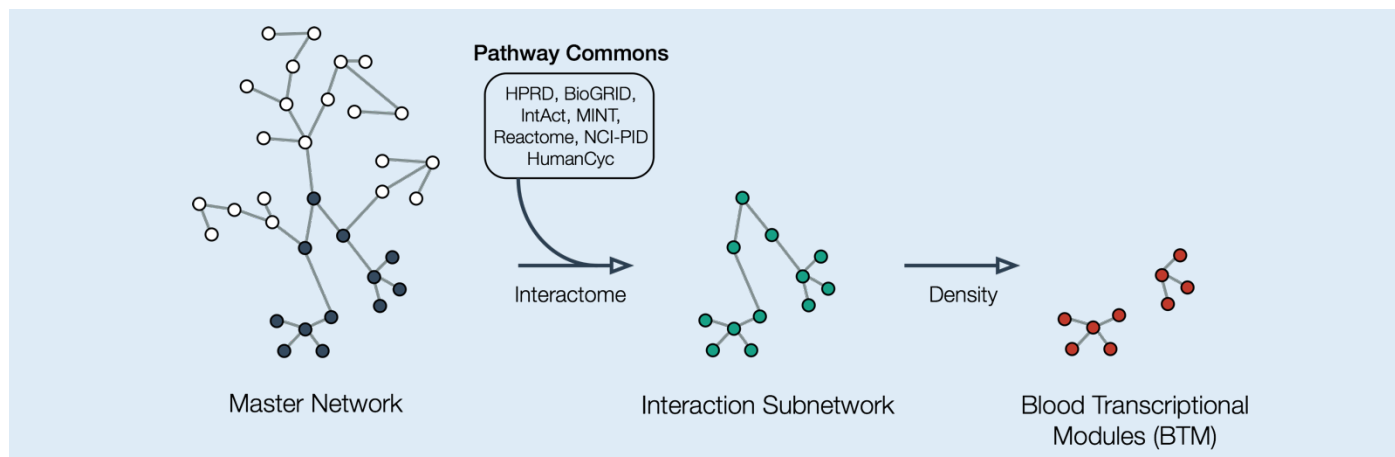 Pathway Commons
HPRD, BioGRID,
IntAct, MINT,
Reactome, NCI-PID
HumanCyc
Interactome
Density
Master Network
Interaction Subnetwork
Blood Transcriptional
Modules (BTM)